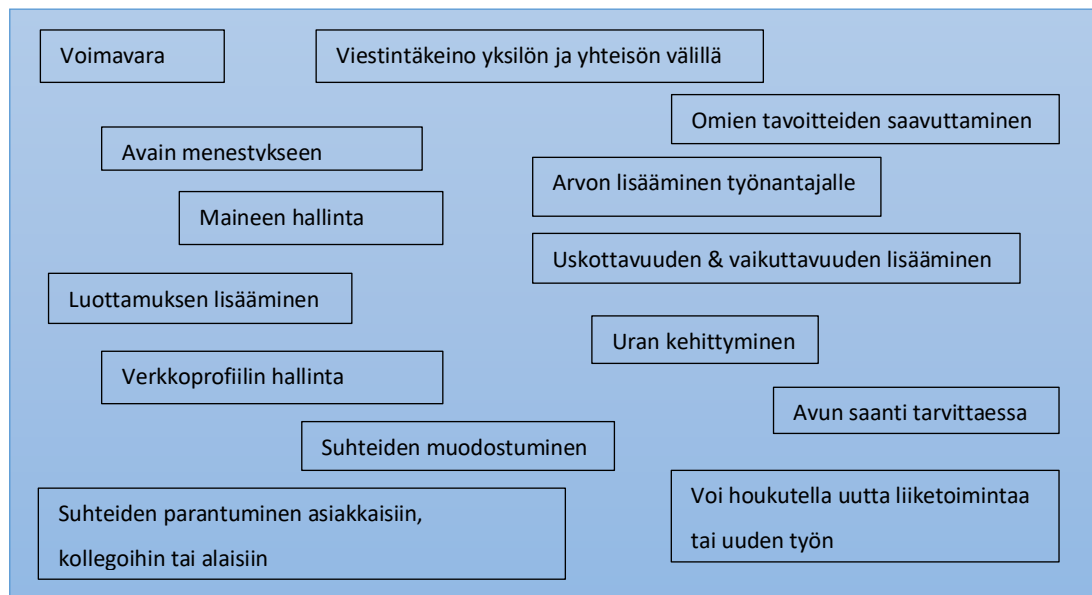 Voimavara
Viestintäkeino yksilön ja yhteisön välillä
Omien tavoitteiden saavuttaminen
Avain menestykseen
Arvon lisääminen työnantajalle
Maineen hallinta
Uskottavuuden & vaikuttavuuden lisääminen
Luottamuksen lisääminen
Uran kehittyminen
Verkkoprofiilin hallinta
Avun saanti tarvittaessa
Suhteiden muodostuminen
Suhteiden parantuminen asiakkaisiin,
kollegoihin tai alaisiin
Voi houkutella uutta liiketoimintaa
tai uuden työn